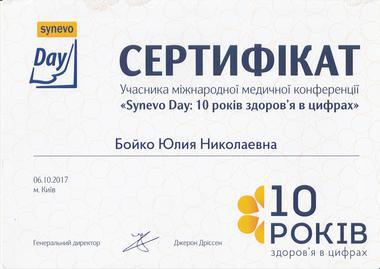 synevo
Day
СЕРТИФІКАТ
Учасника міжнародної медичної конференції
«Synevo Day: 10 років здоров'я в цифрах»
Бойко Юлия Николаевна
06.10.2017
м. Київ
Генеральний директор
Джерон Дріссен
10
РОКІВ
здоров'я в цифрах